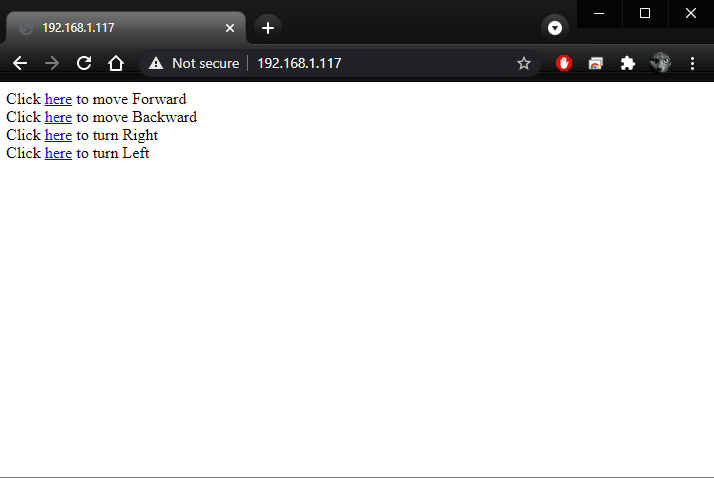 192.168.1.117
Not secure 192.168.1.117
Click here to move Forward
Click here to move Backward
Click here to turn Right
Click here to turn Left